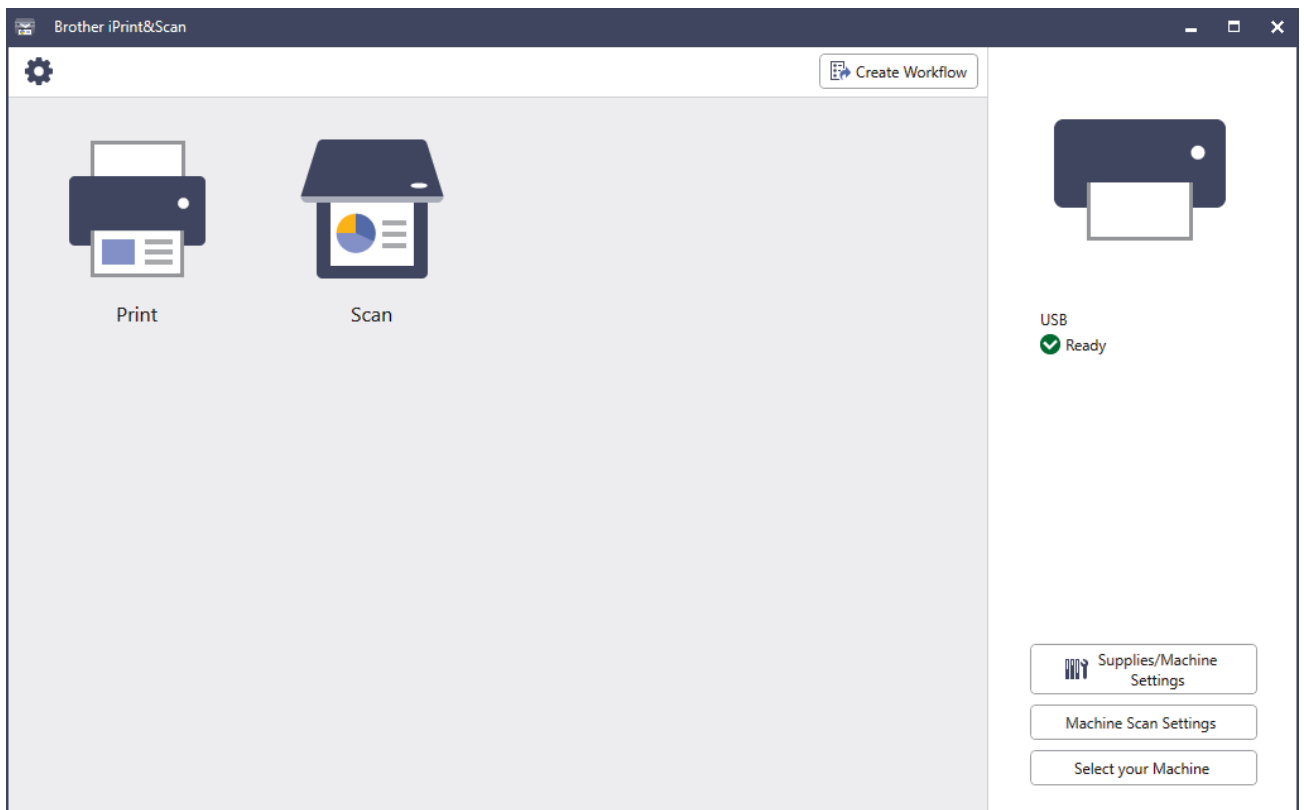 Brother iPrint&Scan
Create Workflow
Print
Scan
USB
Ready
Supplies/Machine
Settings
Machine Scan Settings
Select your Machine